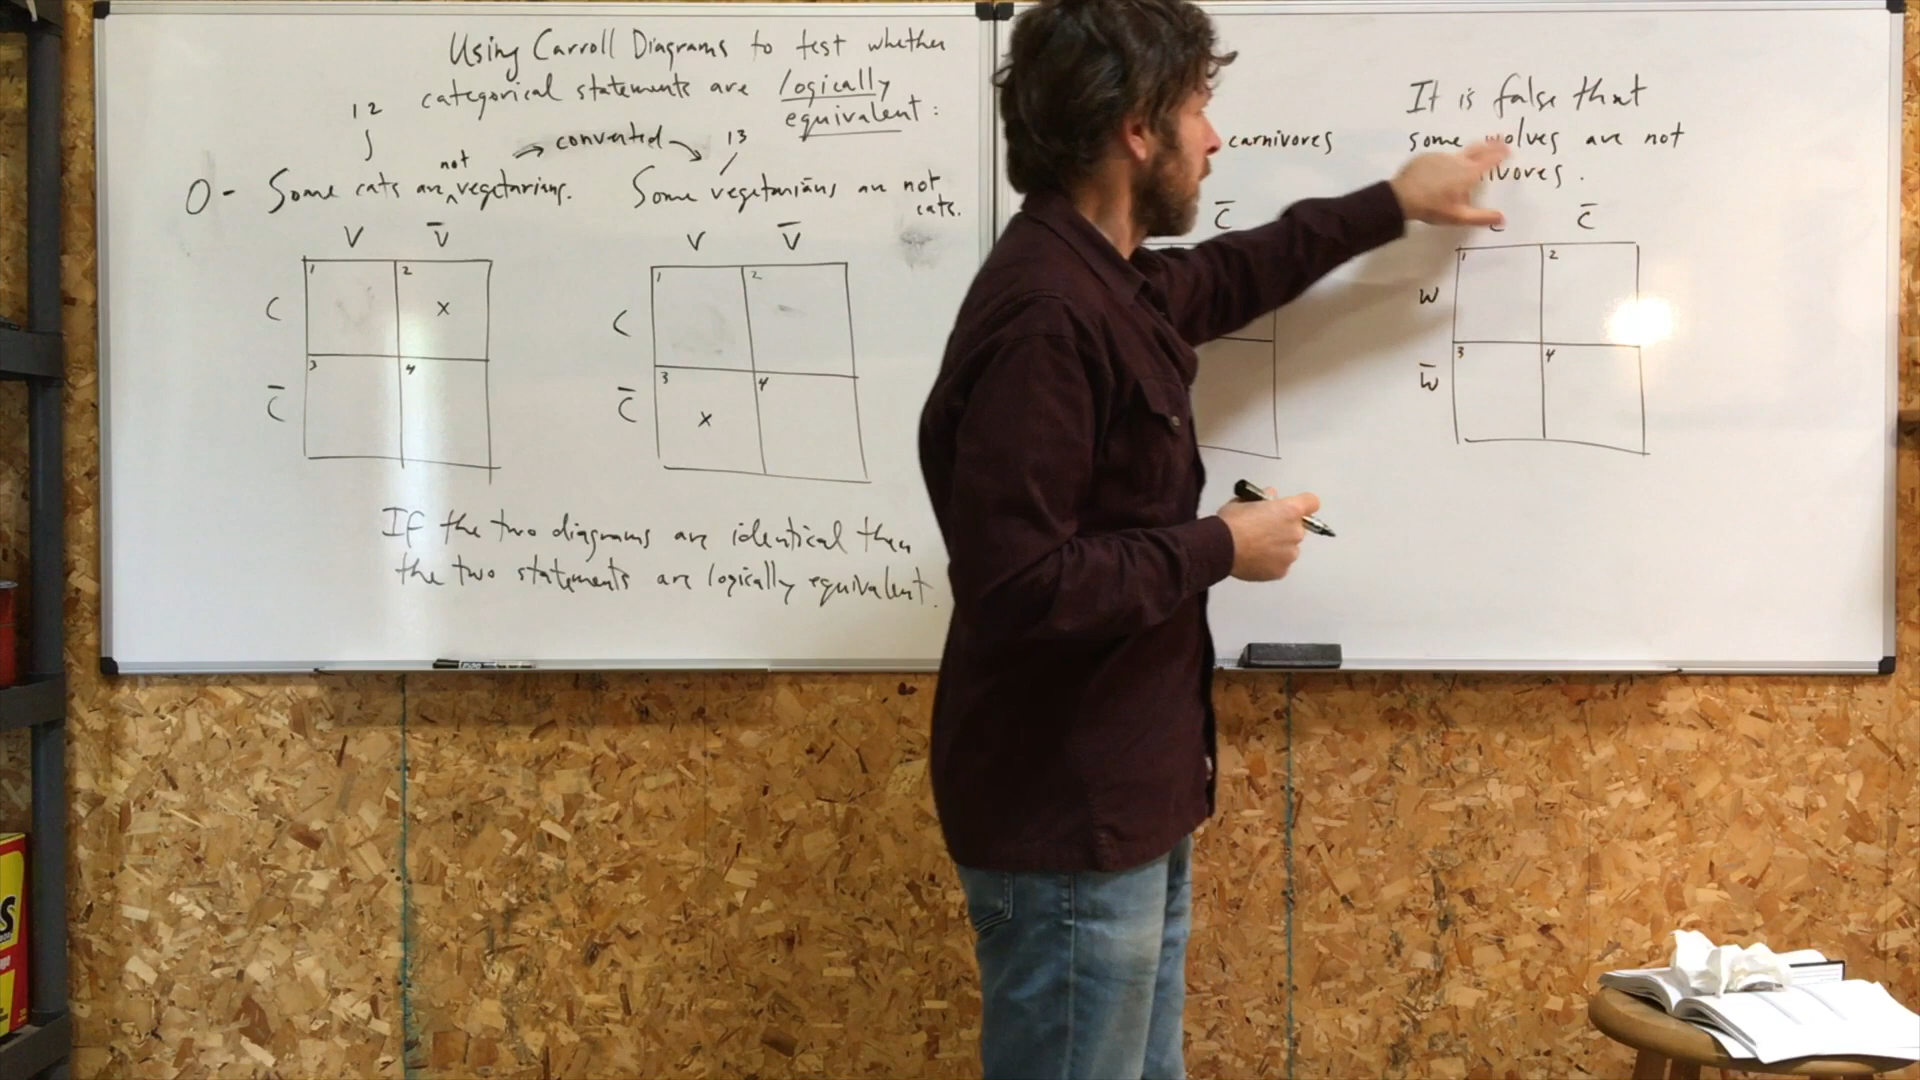 Using Carroll Diagrams to test whether
categorical statements are logically
equivalent:
12
converted
13
not
O - Some cats are ^ vegetarians.
Some vegetarians are not
cats.
V V̄
C
C̄
1 2
x
3 4
V V̄
C
C̄
1 2
3 4
x
If the two diagrams are identical then
the two statements are logically equivalent.
carnivores
C̄
It is false that
some wolves are not
C̄
W
W̄
1 2
3 4
S